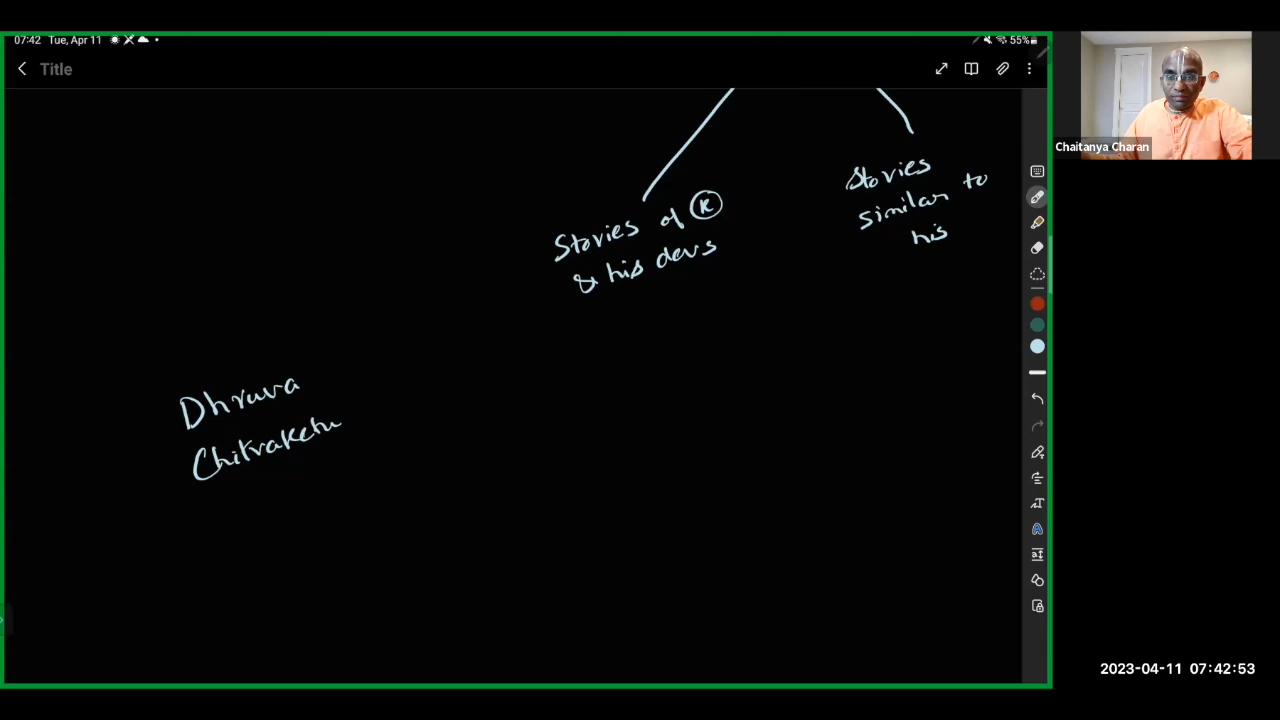 07:42 Tue, Apr 11
55%
Title
Chaitanya Charan
Stories of K
& his devs
Stories
similar to
his
Dhruva
Chitraketu
2023-04-11 07:42:53